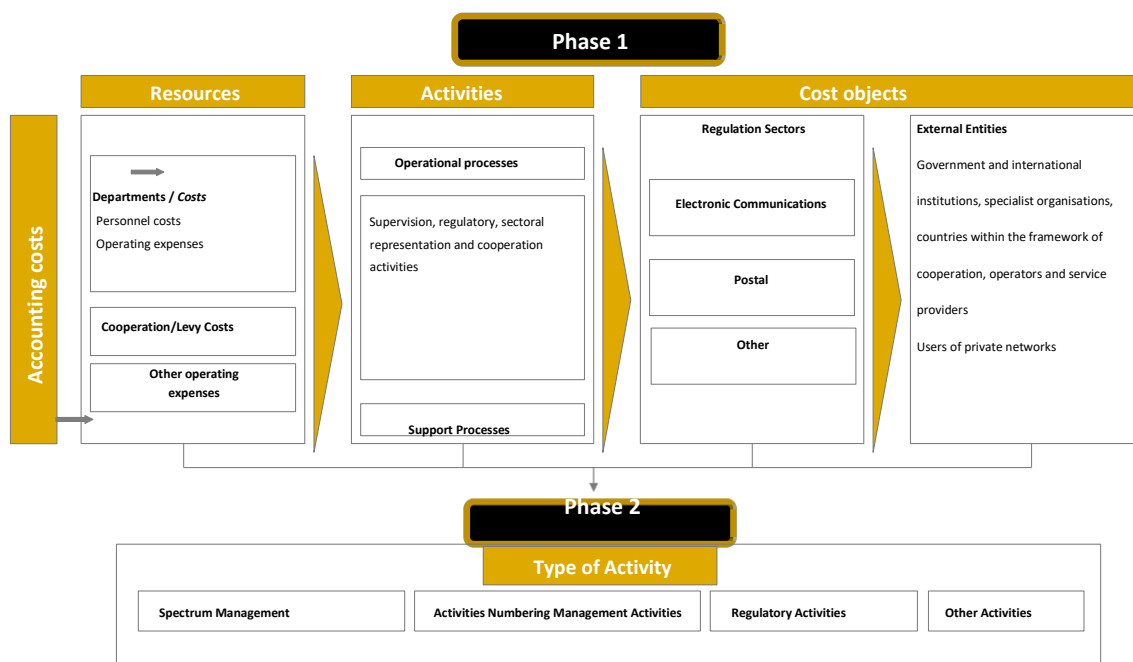 Phase 1
Resources
Activities
Cost objects
Accounting costs
Departments / Costs
Personnel costs
Operating expenses
Cooperation/Levy Costs
Other operating
expenses
Operational processes
Supervision, regulatory, sectoral
representation and cooperation
activities
Support Processes
Regulation Sectors
Electronic Communications
Postal
Other
External Entities
Government and international
institutions, specialist organisations,
countries within the framework of
cooperation, operators and service
providers
Users of private networks
Phase 2
Type of Activity
Spectrum Management
Activities Numbering Management Activities
Regulatory Activities
Other Activities